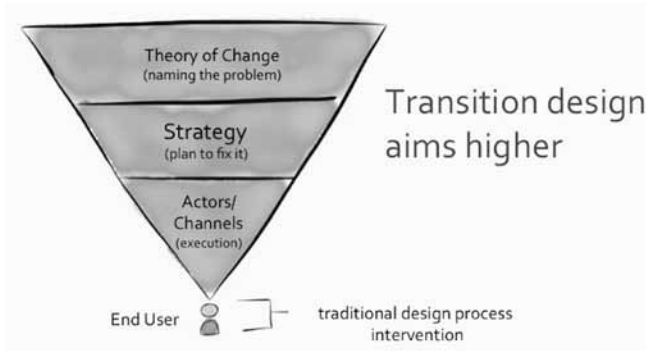 Theory of Change
(naming the problem)
Strategy
(plan to fix it)
Actors/
Channels
(execution)
Transition design
aims higher
End User
traditional design process
intervention